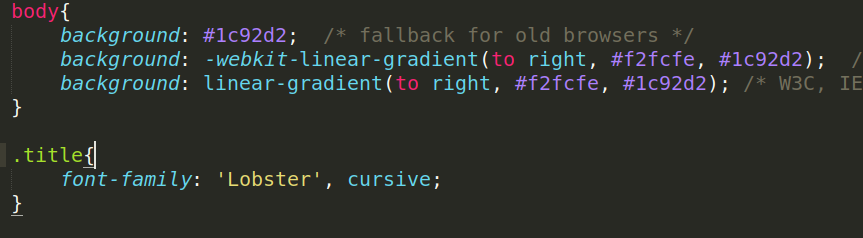 body{
    background: #1c92d2;  /* fallback for old browsers */
    background: -webkit-linear-gradient(to right, #f2fcfe, #1c92d2);  /
    background: linear-gradient(to right, #f2fcfe, #1c92d2); /* W3C, IE
}

.title{
    font-family: 'Lobster', cursive;
}